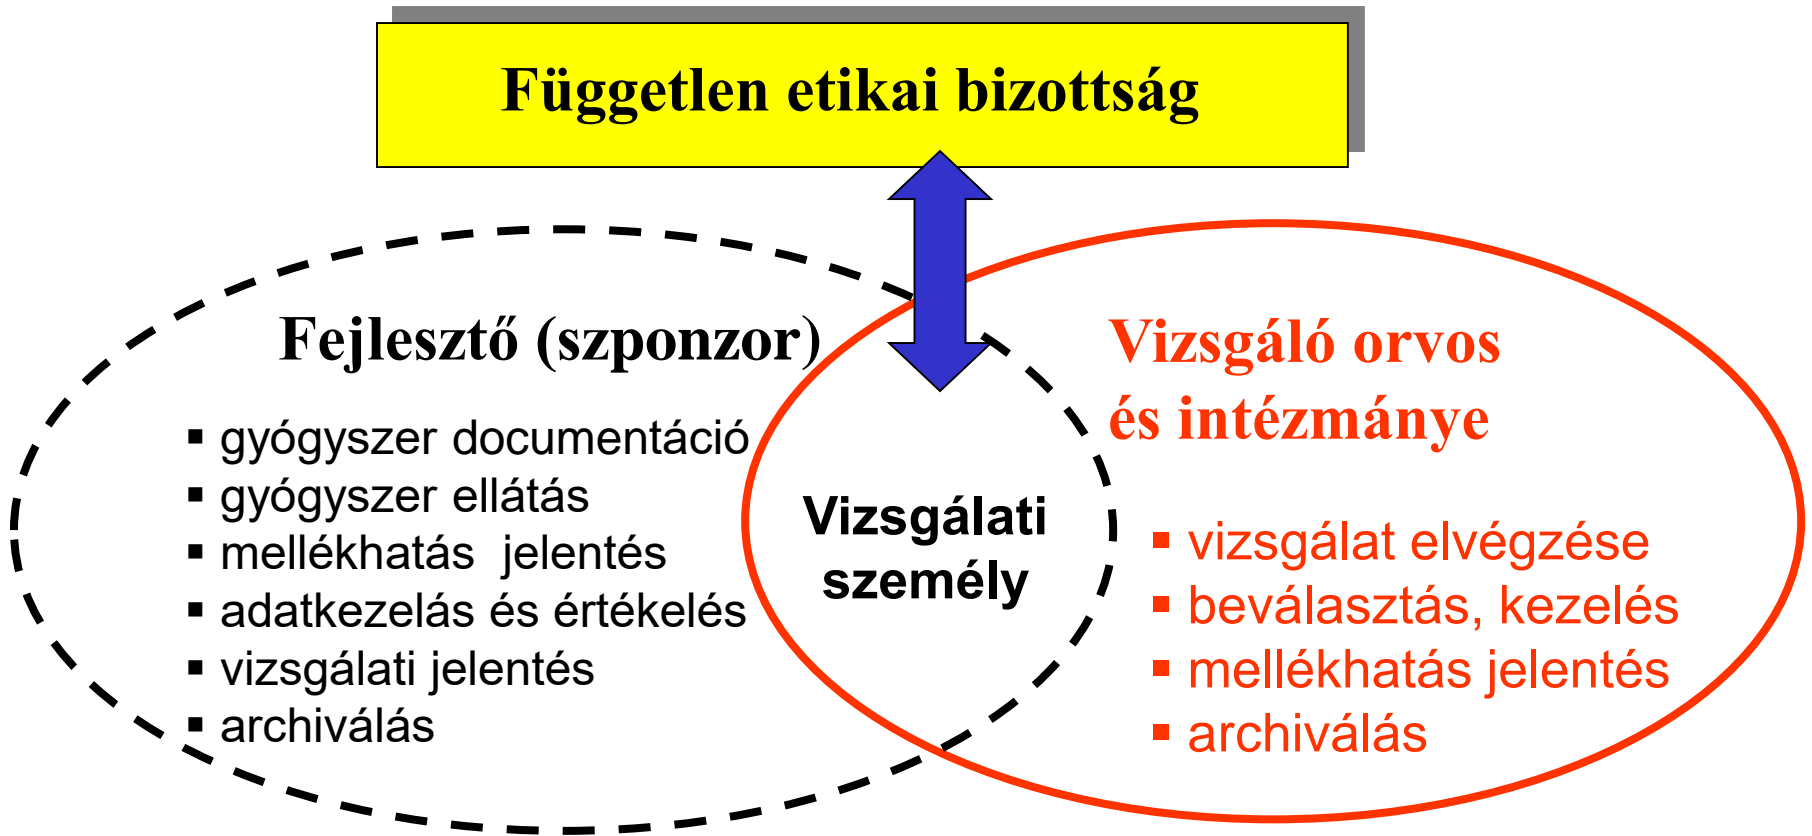 Független etikai bizottság
Fejlesztő (szponzor)
▪ gyógyszer documentáció
▪ gyógyszer ellátás
▪ mellékhatás jelentés
▪ adatkezelás és értékelés
▪ vizsgálati jelentés
▪ archiválás
Vizsgálati
személy
Vizsgáló orvos
és intézmánye
▪ vizsgálat elvégzése
▪ beválasztás, kezelés
▪ mellékhatás jelentés
▪ archiválás